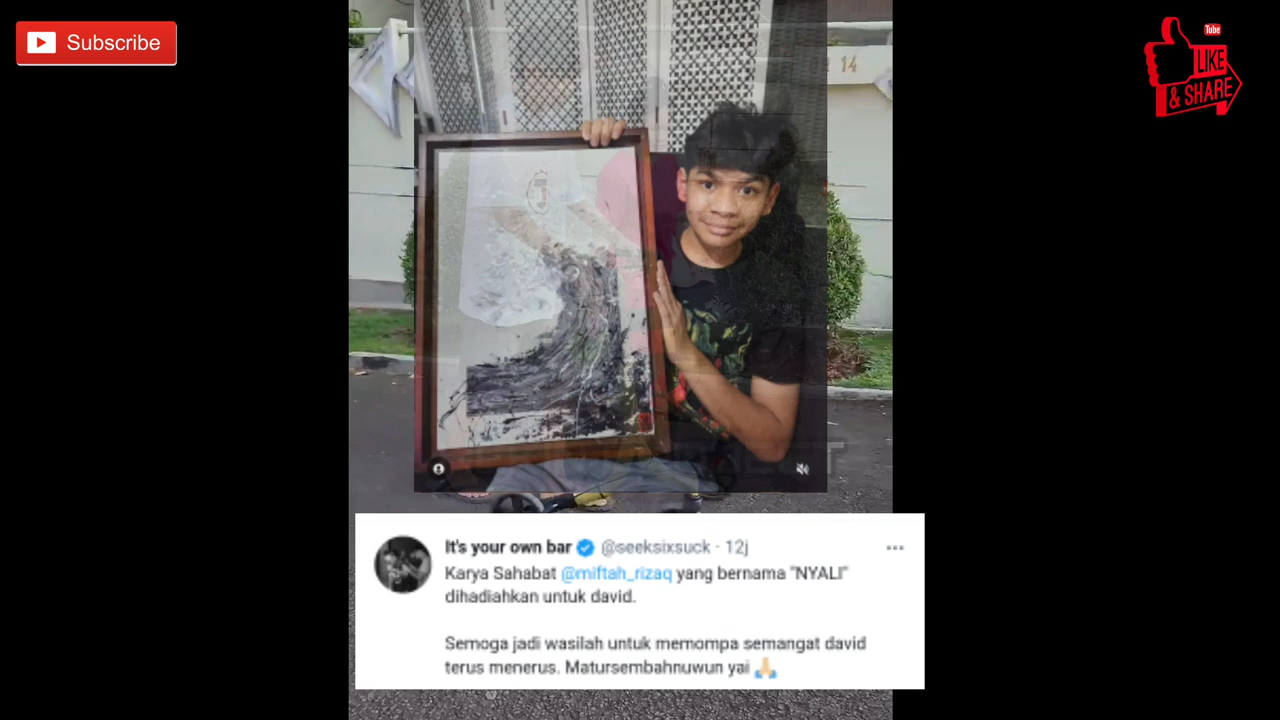 Subscribe
Tube
LIKE
& SHARE
14
It's your own bar @seeksixsuck · 12j
Karya Sahabat @miftah_rizaq yang bernama "NYALI"
dihadiahkan untuk david.
Semoga jadi wasilah untuk memompa semangat david
terus menerus. Matursembahnuwun yai 🙏🏼